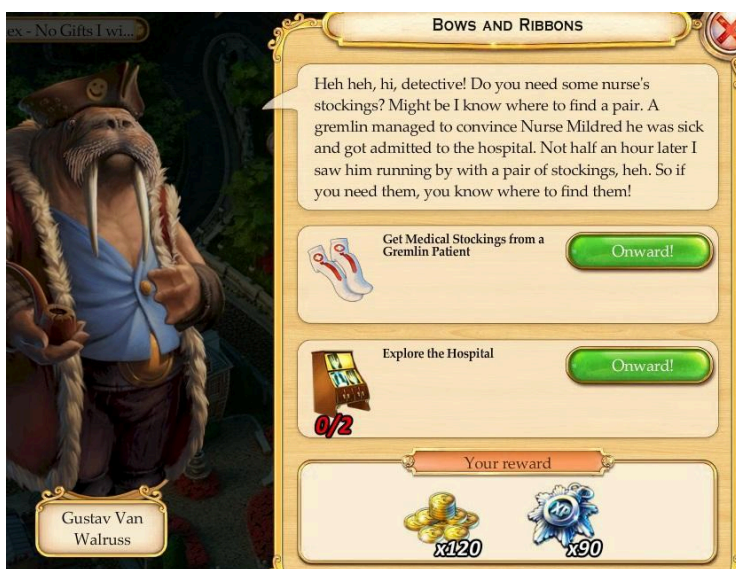 ex - No Gifts I wi...
Bows and Ribbons
Heh heh, hi, detective! Do you need some nurse's
stockings? Might be I know where to find a pair. A
gremlin managed to convince Nurse Mildred he was sick
and got admitted to the hospital. Not half an hour later I
saw him running by with a pair of stockings, heh. So if
you need them, you know where to find them!
Get Medical Stockings from a
Gremlin Patient
Onward!
Explore the Hospital
Onward!
0/2
Your reward
XP
x120
x90
Gustav Van
Walruss